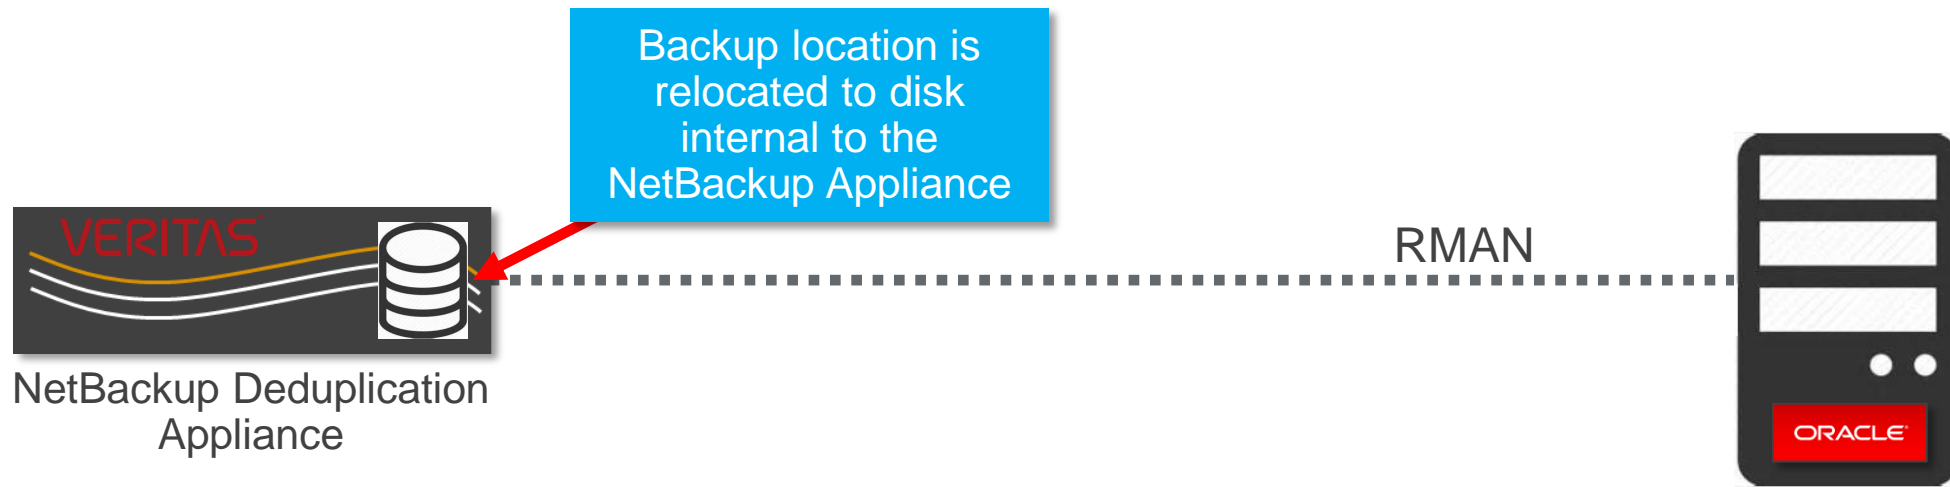 Backup location is
relocated to disk
internal to the
NetBackup Appliance
VERITAS
RMAN
NetBackup Deduplication
Appliance
ORACLE